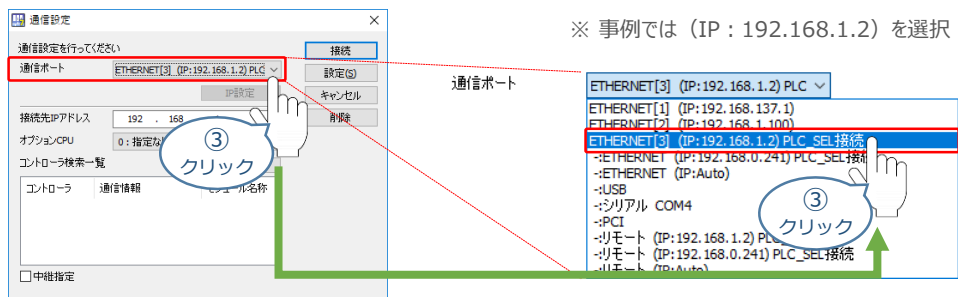 通信設定
※ 事例では（IP：192.168.1.2）を選択
通信設定を行ってください
接続
通信ポート
ETHERNET[3] (IP:192.168.1.2) PLC
設定(S)
IP設定
キャンセル
接続先IPアドレス
192 . 168
削除
オプションCPU
0：指定な
コントローラ検索一覧
コントローラ
通信情報
モジュール名称
③
クリック
中継指定
通信ポート
ETHERNET[3] (IP:192.168.1.2) PLC
ETHERNET[1] (IP:192.168.137.1)
ETHERNET[2] (IP:192.168.1.100)
ETHERNET[3] (IP:192.168.1.2) PLC_SEL接続
-:ETHERNET (IP:192.168.0.241) PLC_SEL接続
-:ETHERNET (IP:Auto)
-:USB
-:シリアル COM4
-:PCI
-:リモート (IP:192.168.1.2) PLC
-:リモート (IP:192.168.0.241) PLC_SEL接続
-:リモート (IP:Auto)
③
クリック